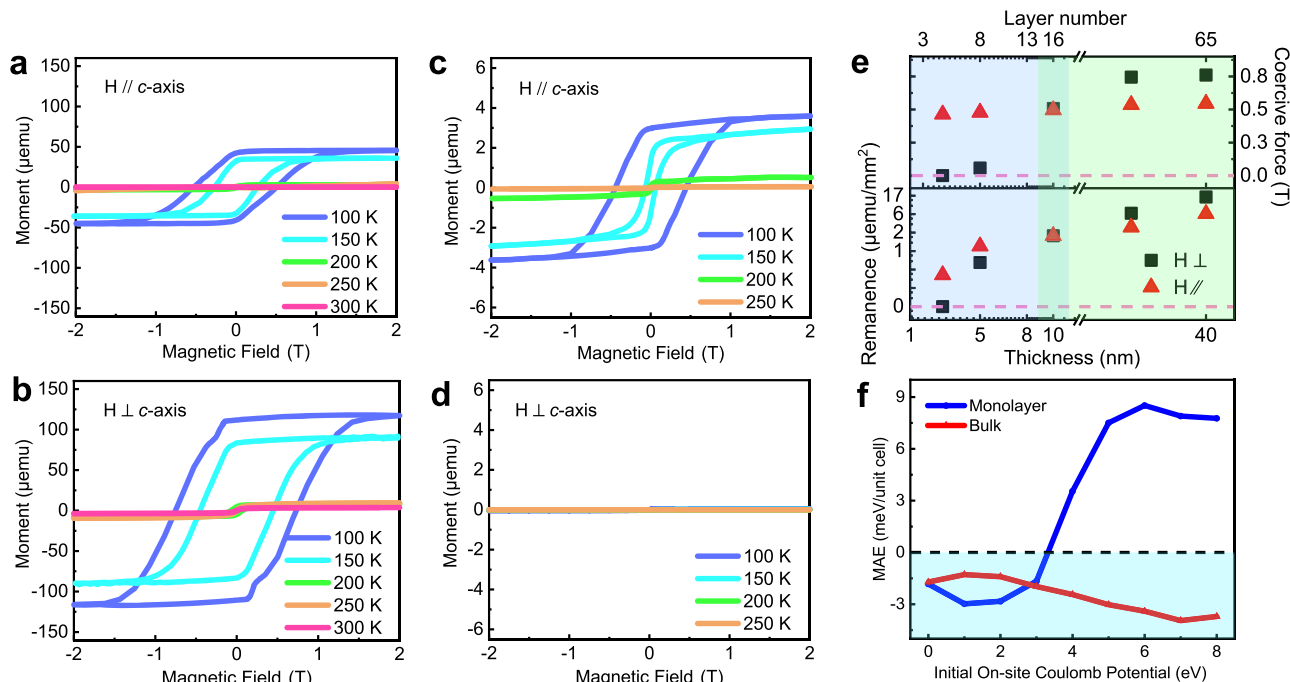 a
H // c-axis
150
100
50
0
-50
-100
-150
Moment (μemu)
100 K
150 K
200 K
250 K
300 K
-2
-1
0
1
2
Magnetic Field (T)
b
H ⊥ c-axis
150
100
50
0
-50
-100
-150
Moment (μemu)
100 K
150 K
200 K
250 K
300 K
-2
-1
0
1
2
Magnetic Field (T)
c
H // c-axis
6
4
2
0
-2
-4
-6
Moment (μemu)
100 K
150 K
200 K
250 K
-2
-1
0
1
2
Magnetic Field (T)
d
H ⊥ c-axis
6
4
2
0
-2
-4
-6
Moment (μemu)
100 K
150 K
200 K
250 K
-2
-1
0
1
2
Magnetic Field (T)
e
Layer number
3
8
13
16
65
0.8
0.5
0.3
0.0
Coercive force (T)
17
6
2
1
0
Remanence (μemu/mm²)
H ⊥
H //
1
5
8
10
40
Thickness (nm)
f
Monolayer
Bulk
9
6
3
0
-3
MAE (meV/unit cell)
0
2
4
6
8
Initial On-site Coulomb Potential (eV)